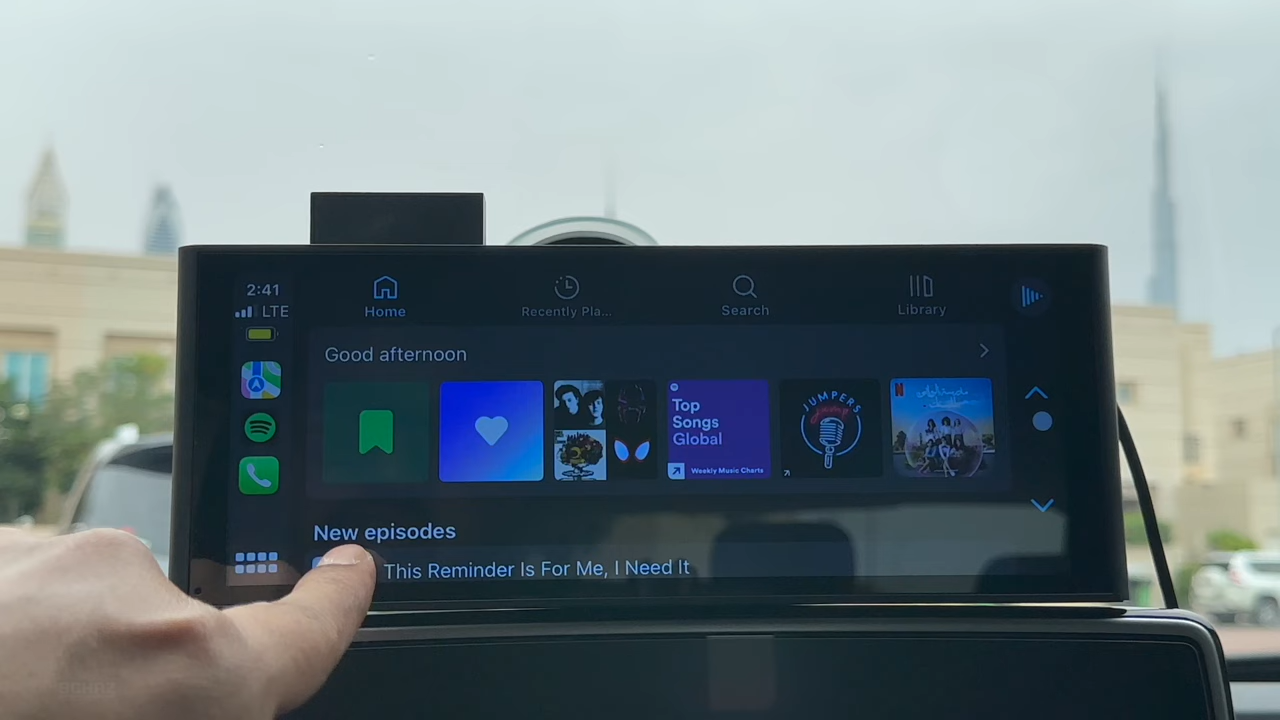 2:41
LTE
Home
Recently Pla...
Search
Library
Good afternoon
Top
Songs
Global
Weekly Music Charts
JUMPERS
N
New episodes
This Reminder Is For Me, I Need It